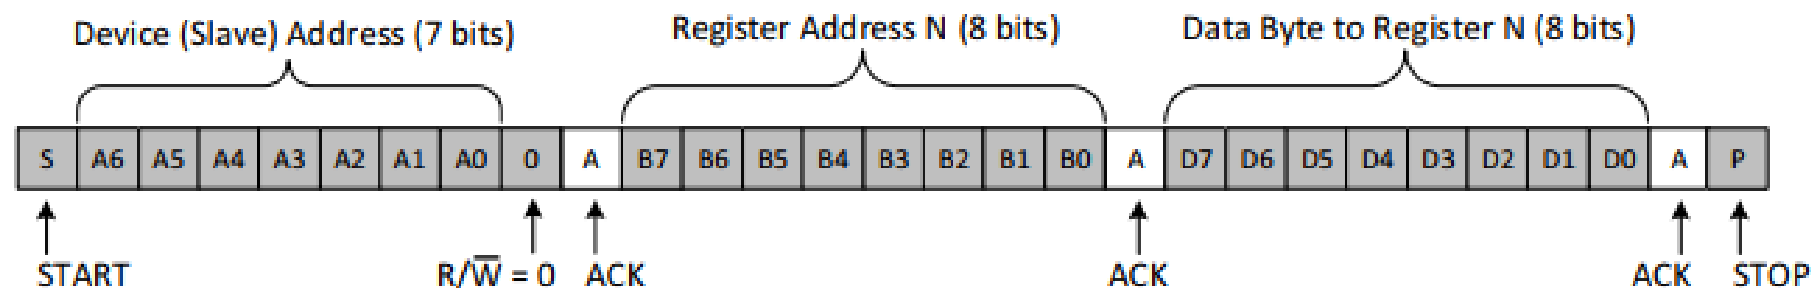 Device (Slave) Address (7 bits) Register Address N (8 bits) Data Byte to Register N (8 bits)
S A6 A5 A4 A3 A2 A1 A0 0 A B7 B6 B5 B4 B3 B2 B1 B0 A D7 D6 D5 D4 D3 D2 D1 D0 A P
START R/W̅ = 0 ACK ACK ACK STOP